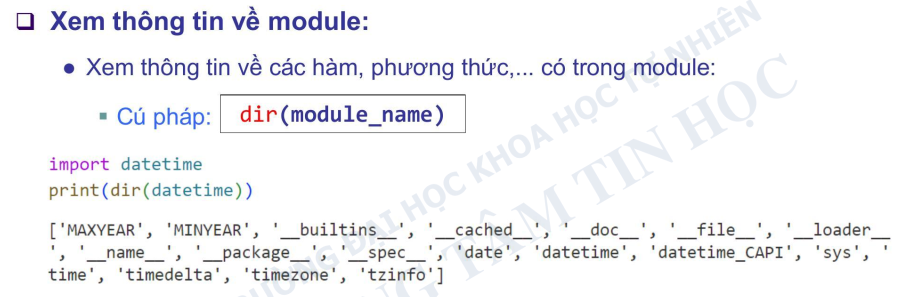 Xem thông tin về module:
Xem thông tin về các hàm, phương thức,... có trong module:
Cú pháp: dir(module_name)
import datetime
print(dir(datetime))
['MAXYEAR', 'MINYEAR', '__builtins__', '__cached__', '__doc__', '__file__', '__loader__
', '__name__', '__package__', '__spec__', 'date', 'datetime', 'datetime_CAPI', 'sys', '
time', 'timedelta', 'timezone', 'tzinfo']
ĐẠI HỌC KHOA HỌC TỰ NHIÊN
TÂM TIN HỌC